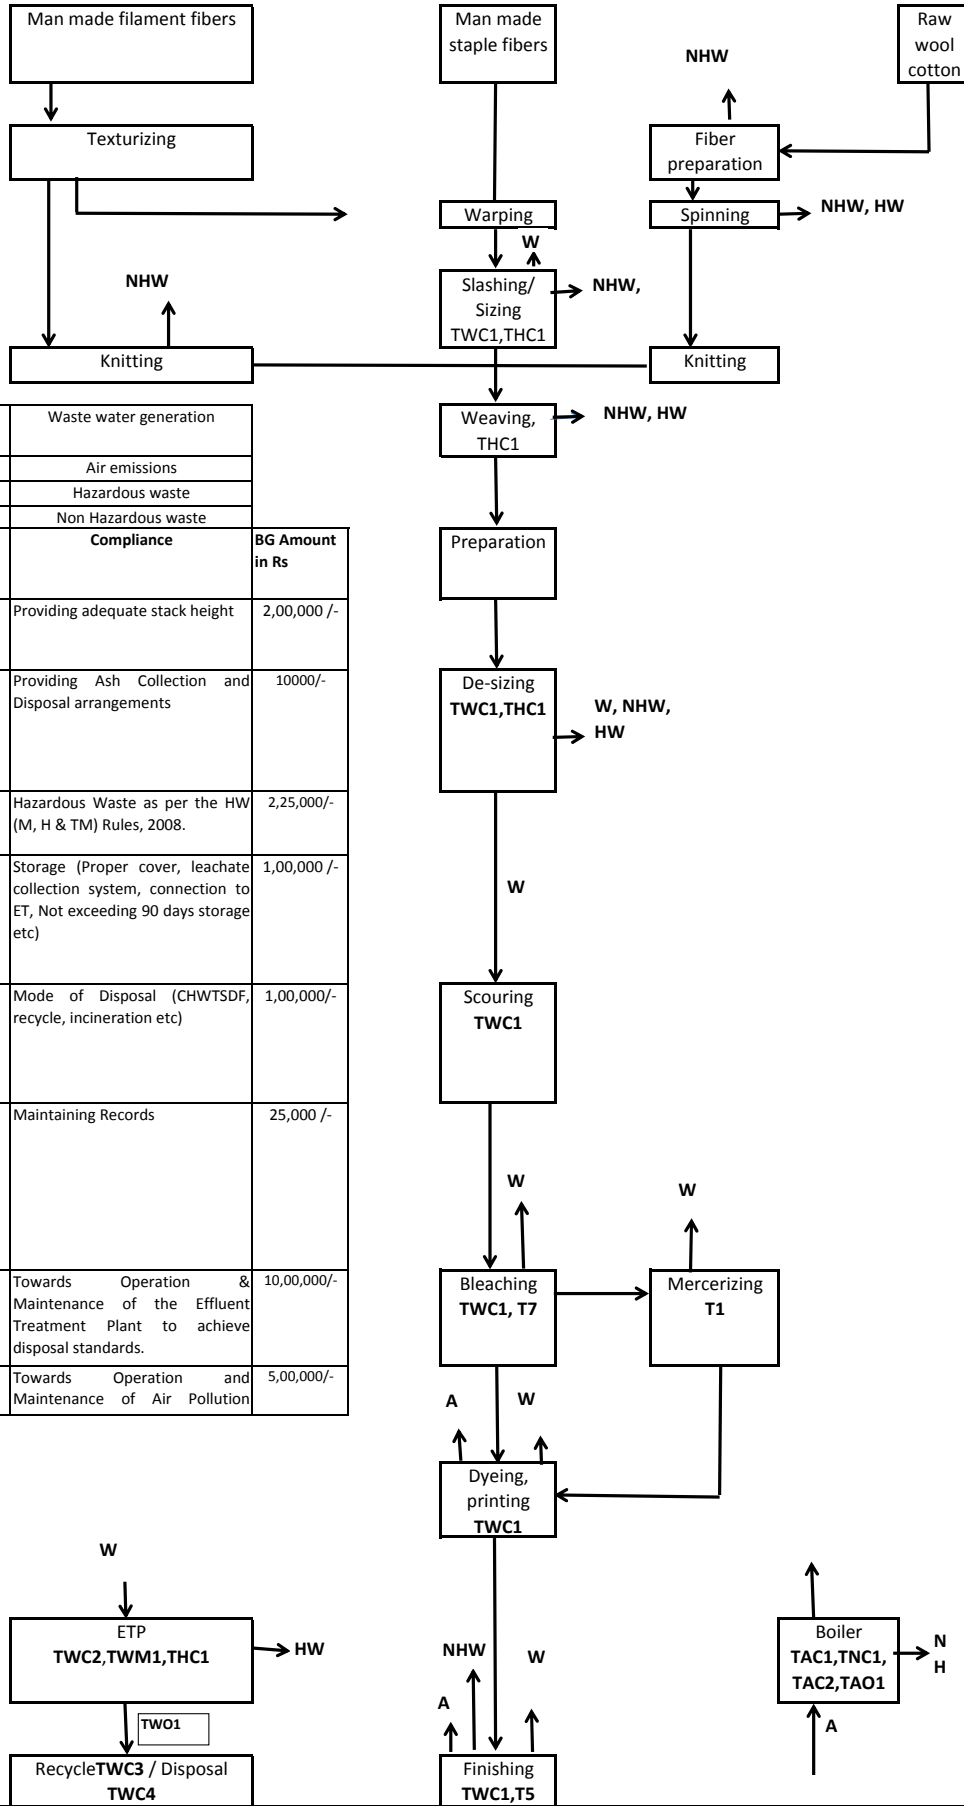 Man made filament fibers
Man made
staple fibers
Raw
wool
cotton
NHW
Texturizing
Fiber
preparation
Warping
Spinning
NHW, HW
W
NHW
Slashing/
Sizing
TWC1,THC1
NHW,
Knitting
Knitting
Waste water generation
Air emissions
Hazardous waste
Non Hazardous waste
Weaving,
THC1
NHW, HW
Compliance
BG Amount
in Rs
Preparation
Providing adequate stack height
2,00,000 /-
Providing Ash Collection and
Disposal arrangements
10000/-
De-sizing
TWC1,THC1
W, NHW,
HW
Hazardous Waste as per the HW
(M, H & TM) Rules, 2008.
2,25,000/-
Storage (Proper cover, leachate
collection system, connection to
ET, Not exceeding 90 days storage
etc)
1,00,000 /-
W
Mode of Disposal (CHWTSDF,
recycle, incineration etc)
1,00,000/-
Scouring
TWC1
Maintaining Records
25,000 /-
W
W
Towards Operation &
Maintenance of the Effluent
Treatment Plant to achieve
disposal standards.
10,00,000/-
Bleaching
TWC1, T7
Mercerizing
T1
Towards Operation and
Maintenance of Air Pollution
5,00,000/-
A
W
Dyeing,
printing
TWC1
W
ETP
TWC2,TWM1,THC1
HW
NHW
W
A
Boiler
TAC1,TNC1,
TAC2,TAO1
N
H
A
TWO1
RecycleTWC3 / Disposal
TWC4
Finishing
TWC1,T5